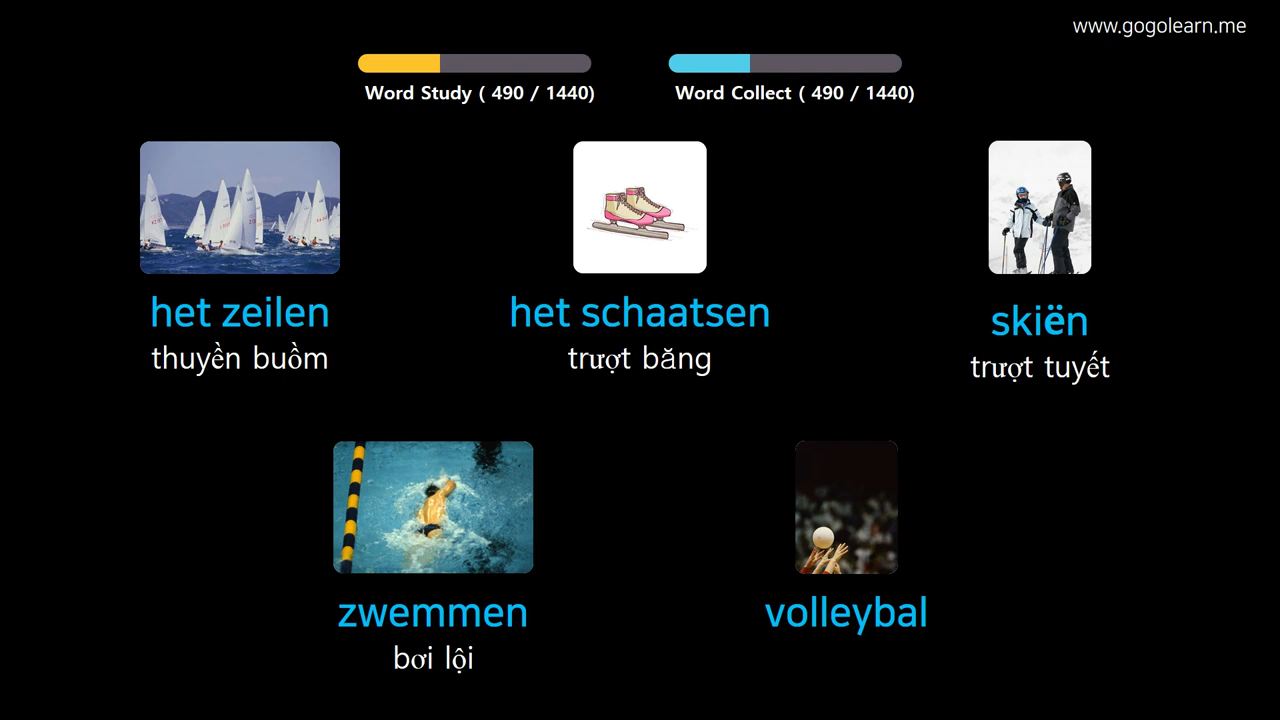 www.gogolearn.me
Word Study ( 490 / 1440)
Word Collect ( 490 / 1440)
het zeilen
thuyền buồm
het schaatsen
trượt băng
skiën
trượt tuyết
zwemmen
bơi lội
volleybal